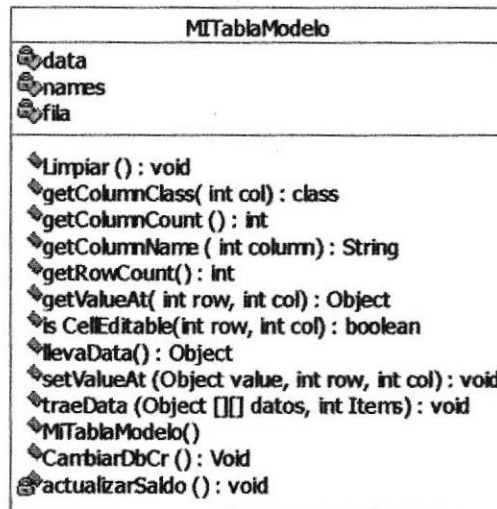 MITablaModelo
data
names
fila
Limpiar () : void
getColumnClass( int col) : class
getColumnCount () : int
getColumnName ( int column) : String
getRowCount() : int
getValueAt( int row, int col) : Object
is CellEditable(int row, int col) : boolean
llevaData() : Object
setValueAt (Object value, int row, int col) : void
traeData (Object [][] datos, int Items) : void
MiTablaModelo()
CambiarDbCr () : Void
actualizarSaldo () : void